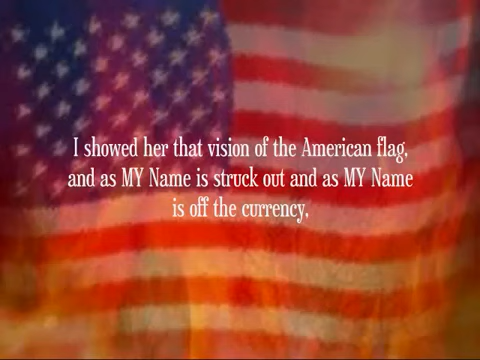 I showed her that vision of the American flag,
and as MY Name is struck out and as MY Name
is off the currency,